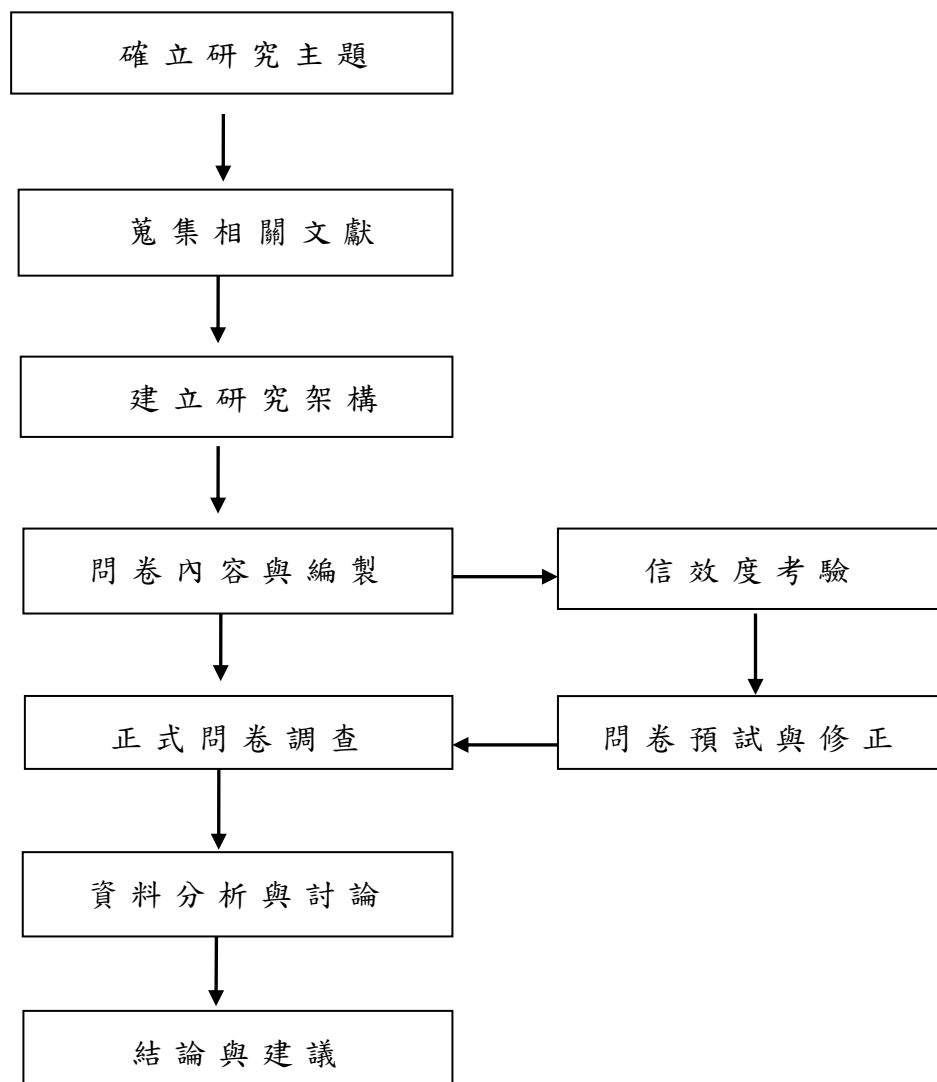 確立研究主題
蒐集相關文獻
建立研究架構
問卷內容與編製
信效度考驗
正式問卷調查
問卷預試與修正
資料分析與討論
結論與建議